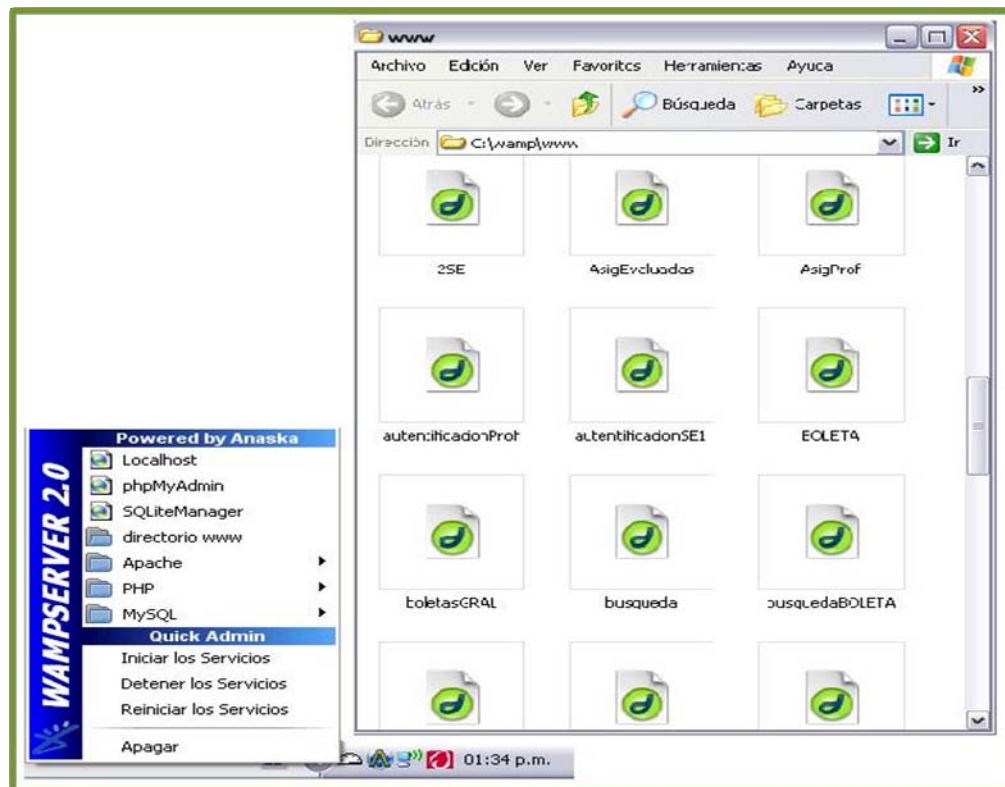 www
Archivo Edición Ver Favoritos Herramientas Ayuda
Atrás Búsqueda Carpetas
Dirección C:\wamp\www Ir
2SE AsigEvaluadas AsigProf
autentificacionProf autentificacionSE1 BOLETA
boletasGRAL busqueda busquedaBOLETA
WAMPSERVER 2.0
Powered by Anaska
Localhost
phpMyAdmin
SQLiteManager
directorio www
Apache
PHP
MySQL
Quick Admin
Iniciar los Servicios
Detener los Servicios
Reiniciar los Servicios
Apagar
01:34 p.m.